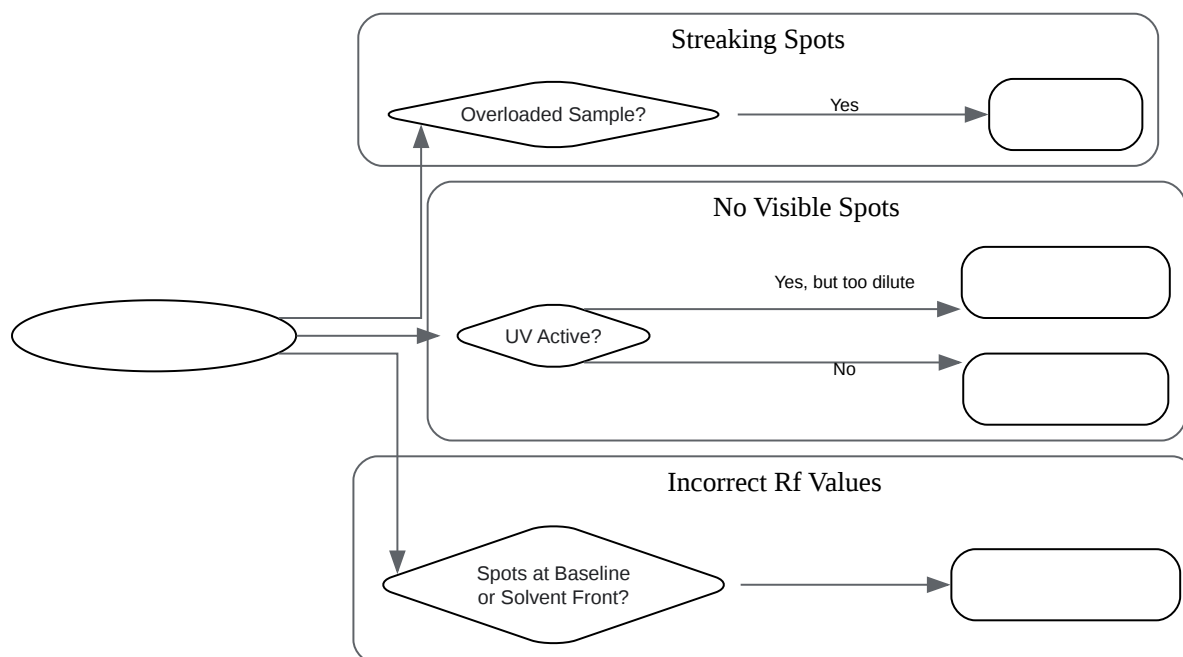 Streaking Spots
Overloaded Sample?
Yes
No Visible Spots
Yes, but too dilute
UV Active?
No
Incorrect Rf Values
Spots at Baseline
or Solvent Front?